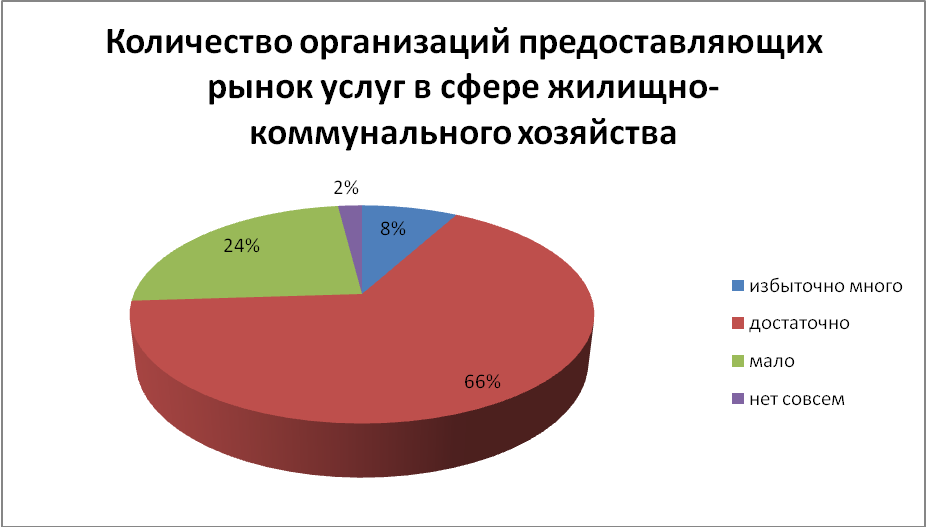 Количество организаций предоставляющих
рынок услуг в сфере жилищно-
коммунального хозяйства
2%
8%
24%
66%
избыточно много
достаточно
мало
нет совсем